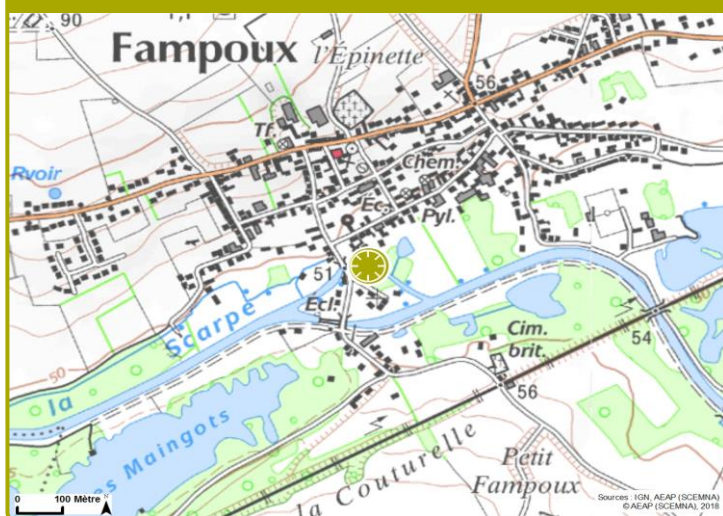 90
Fampoux
l'Épinette
56
Tr.
Rvoir
Chem.
Éc.
Pyl.
51
la Scarpe
Écl.
Cim.
brit.
54
50
56
es Maingots
la Couturelle
Petit
Fampoux
0 100 Mètre
N
Sources : IGN, AEAP (SCEMNA)
© AEAP (SCEMNA), 2018